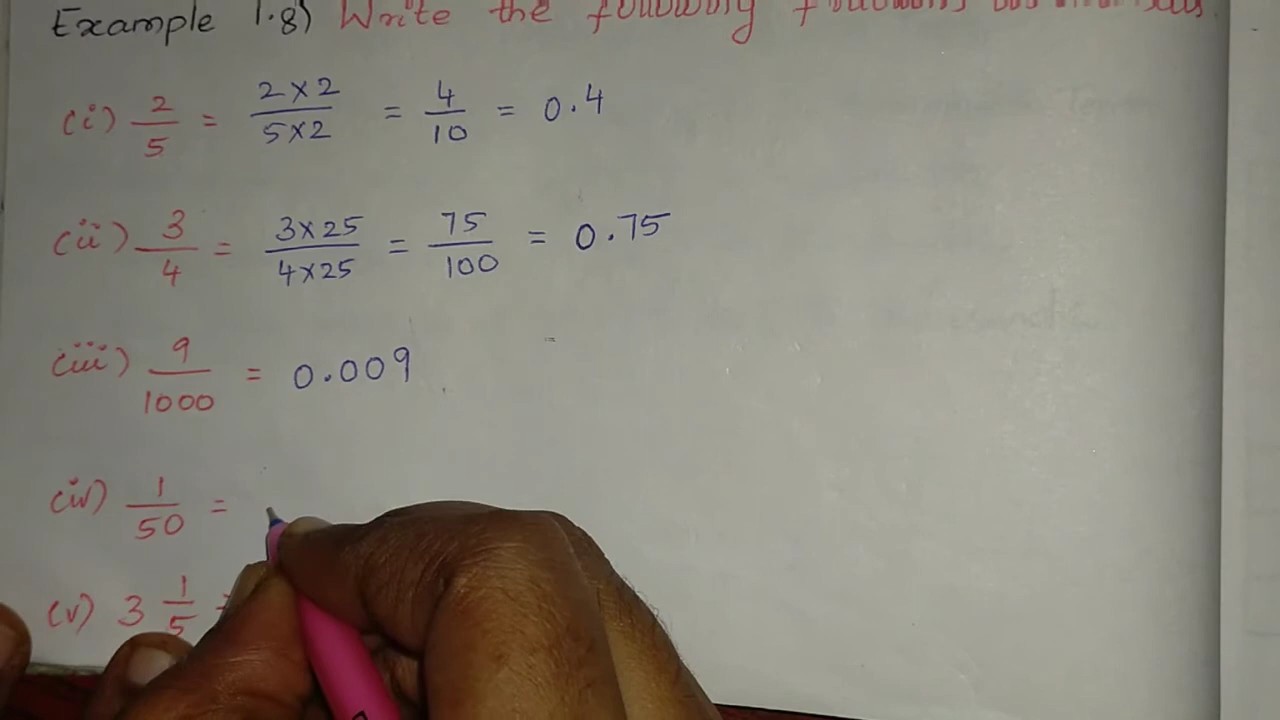 Example 1.8) Write the following
(i) 2/5 = 2×2/5×2 = 4/10 = 0.4
(ii) 3/4 = 3×25/4×25 = 75/100 = 0.75
(iii) 9/1000 = 0.009
(iv) 1/50 =
(v) 3 1/5